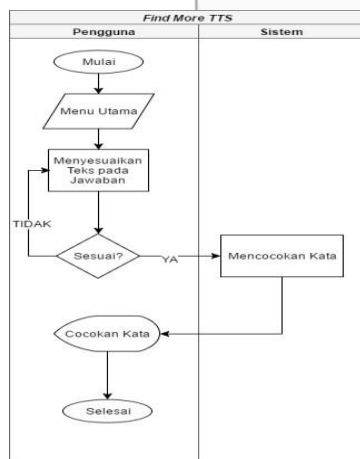 Find More TTS
Pengguna
Sistem
Mulai
Menu Utama
Menyesuaikan
Teks pada
Jawaban
TIDAK
Sesuai?
YA
Mencocokan Kata
Cocokan Kata
Selesai